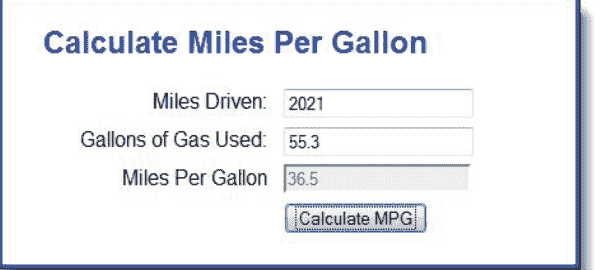 Calculate Miles Per Gallon
Miles Driven: 2021
Gallons of Gas Used: 55.3
Miles Per Gallon 36.5
Calculate MPG